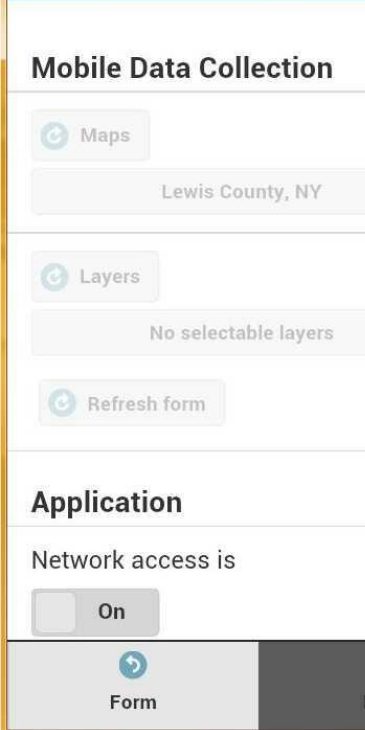 Mobile Data Collection
Maps
Lewis County, NY
Layers
No selectable layers
Refresh form
Application
Network access is
On
Form